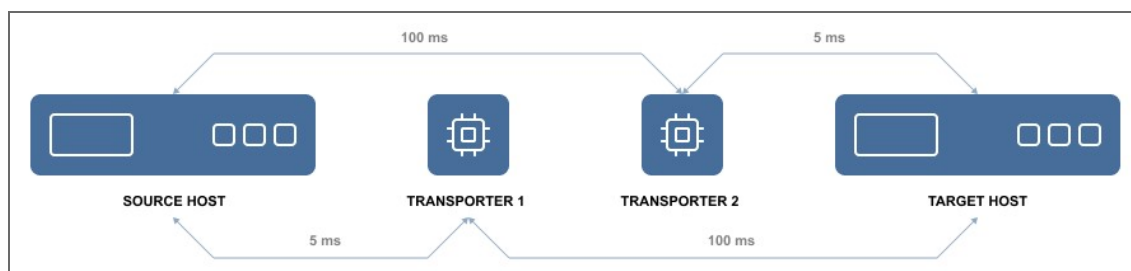 100 ms
5 ms
SOURCE HOST
TRANSPORTER 1
TRANSPORTER 2
TARGET HOST
5 ms
100 ms